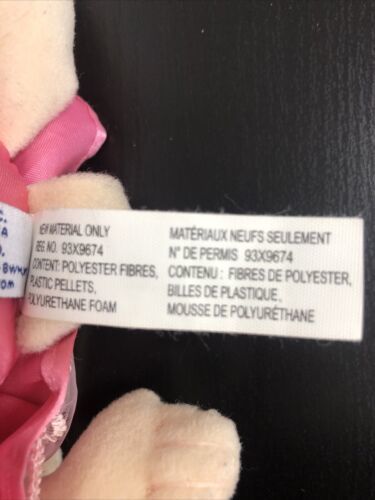 NEW MATERIAL ONLY
REG. NO. 93X9674
CONTENT: POLYESTER FIBRES,
PLASTIC PELLETS,
POLYURETHANE FOAM
MATÉRIAUX NEUFS SEULEMENT
N° DE PERMIS 93X9674
CONTENU : FIBRES DE POLYESTER,
BILLES DE PLASTIQUE,
MOUSSE DE POLYURÉTHANE